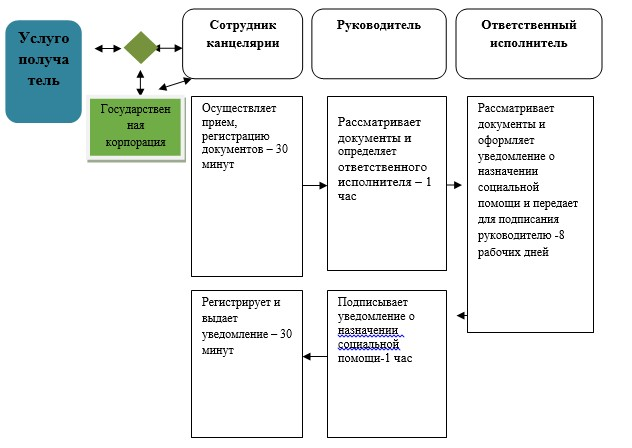 Услуго
получа
тель
Сотрудник
канцелярии
Руководитель
Ответственный
исполнитель
Государствен
ная
корпорация
Осуществляет
прием,
регистрацию
документов – 30
минут
Рассматривает
документы и
определяет
ответственного
исполнителя – 1
час
Рассматривает
документы и
оформляет
уведомление о
назначении
социальной
помощи и передает
для подписания
руководителю -8
рабочих дней
Регистрирует и
выдает
уведомление – 30
минут
Подписывает
уведомление о
назначении
социальной
помощи-1 час